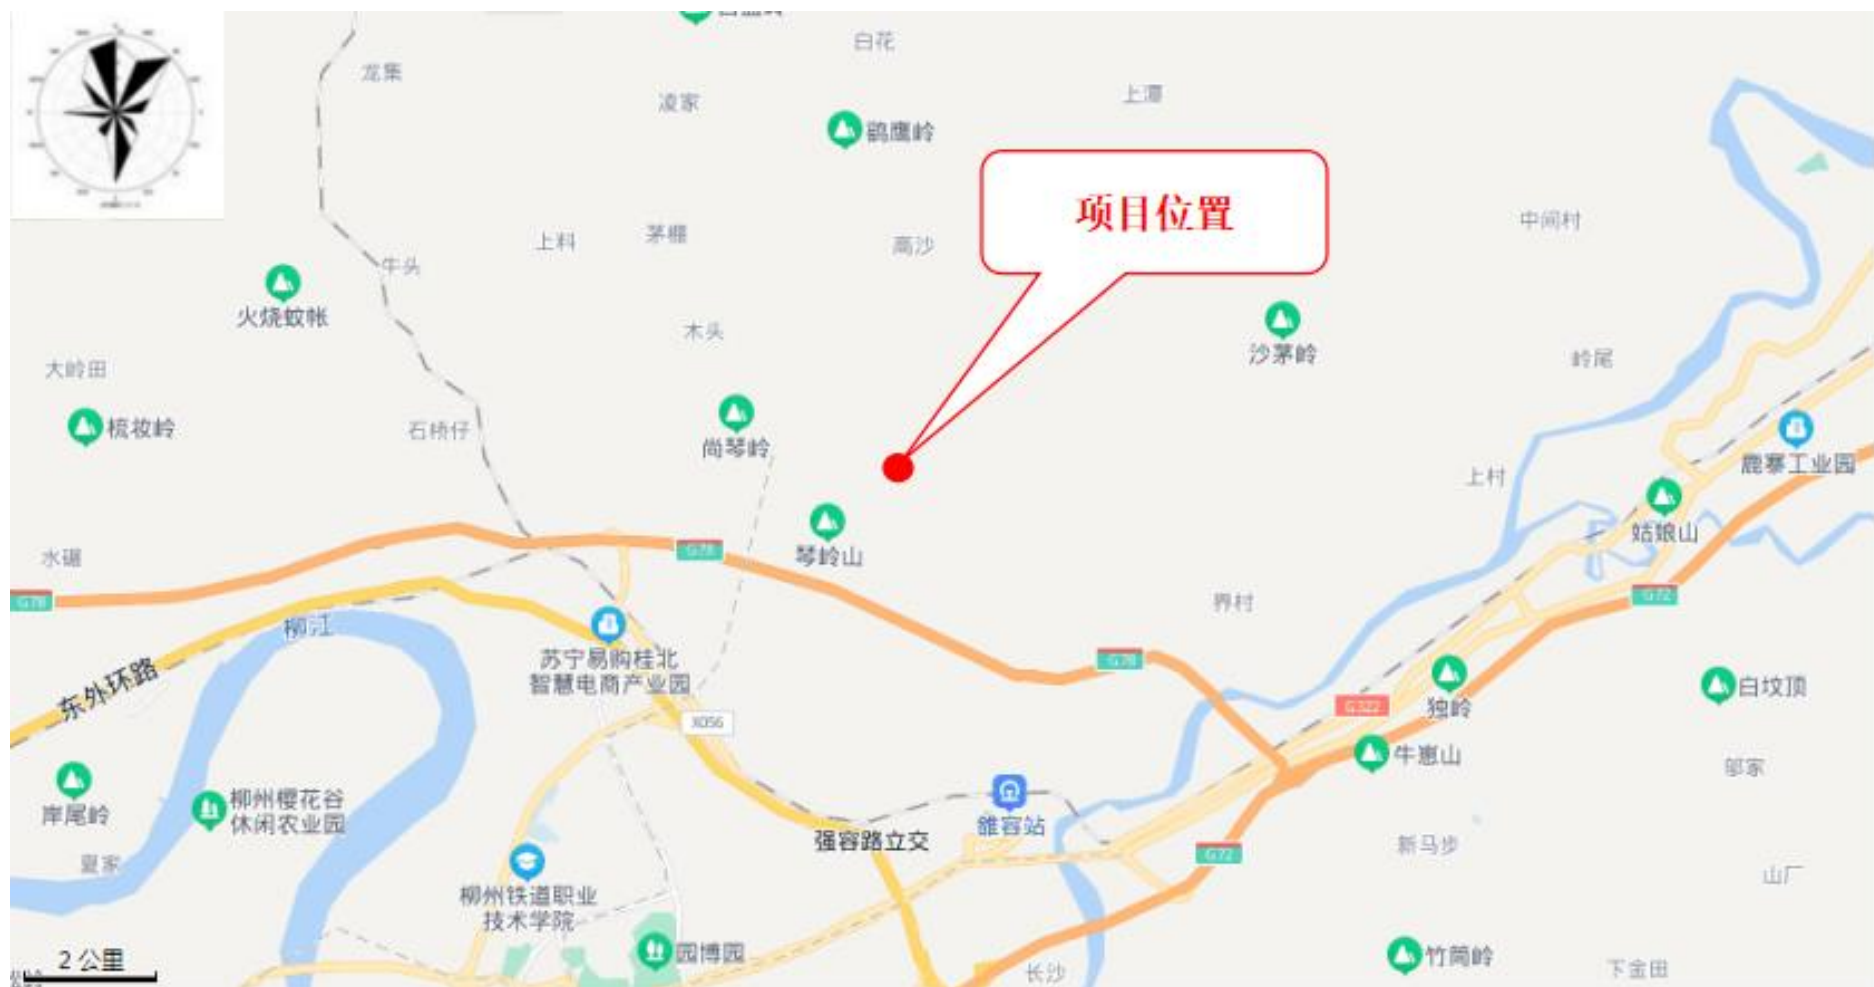 白花
龙集
凌家
上潭
鹞鹰岭
项目位置
中间村
上料
茅棚
高沙
牛头
火烧蚊帐
木头
沙茅岭
岭尾
大岭田
梳妆岭
石桥仔
尚琴岭
鹿寨工业园
上村
姑娘山
琴岭山
水碾
G78
G78
G72
界村
柳江
苏宁易购桂北
智慧电商产业园
G78
东外环路
白坟顶
G322
独岭
X056
牛崽山
邹家
岸尾岭
柳州樱花谷
休闲农业园
雒容站
强容路立交
新马步
G72
夏家
山厂
柳州铁道职业
技术学院
园博园
竹筒岭
2 公里
长沙
下金田